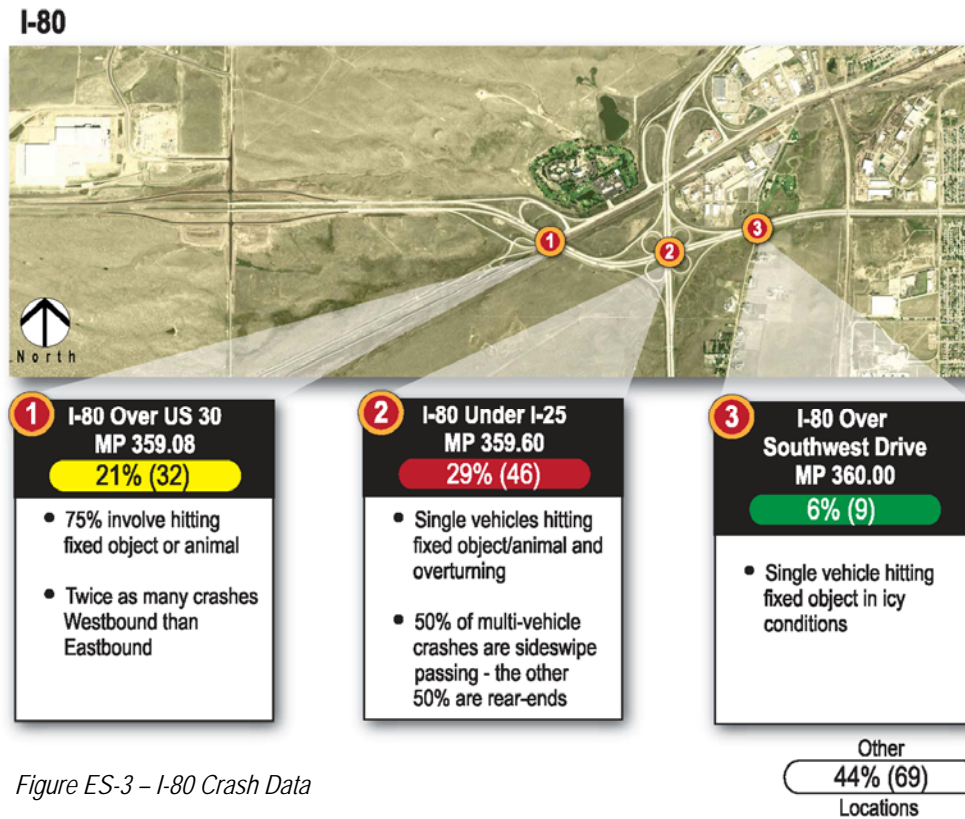 I-80
1
2
3
North
1
I-80 Over US 30
MP 359.08
21% (32)
• 75% involve hitting
fixed object or animal
• Twice as many crashes
Westbound than
Eastbound
2
I-80 Under I-25
MP 359.60
29% (46)
• Single vehicles hitting
fixed object/animal and
overturning
• 50% of multi-vehicle
crashes are sideswipe
passing - the other
50% are rear-ends
3
I-80 Over
Southwest Drive
MP 360.00
6% (9)
• Single vehicle hitting
fixed object in icy
conditions
Other
44% (69)
Locations
Figure ES-3 – I-80 Crash Data